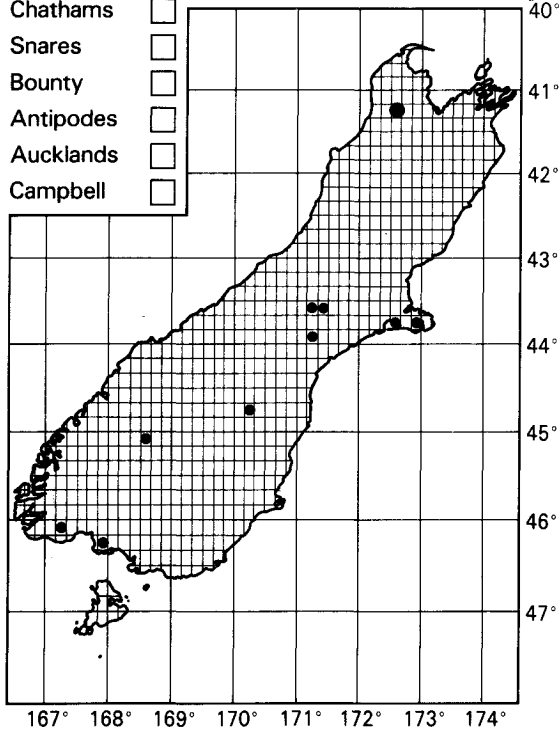 Chathams
Snares
Bounty
Antipodes
Aucklands
Campbell
40°
41°
42°
43°
44°
45°
46°
47°
167° 168° 169° 170° 171° 172° 173° 174°